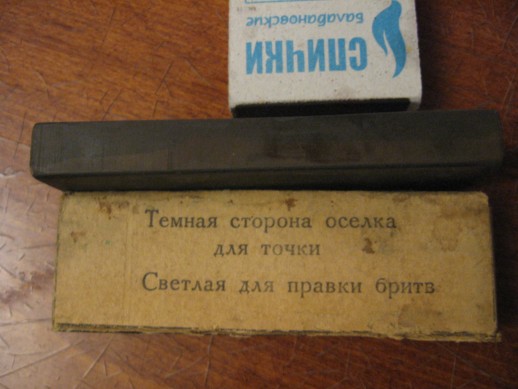 Балабановские
СПИЧКИ
Темная сторона оселка
для точки
Светлая для правки бритв